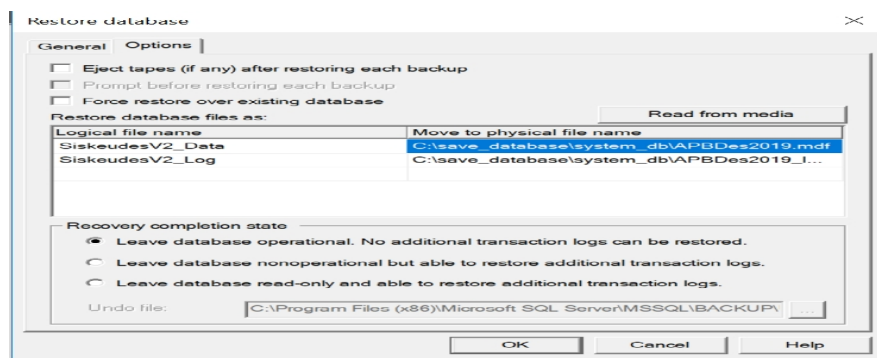 Restore database
General Options
Eject tapes (if any) after restoring each backup
Prompt before restoring each backup
Force restore over existing database
Restore database files as:
Read from media
Logical file name Move to physical file name
SiskeudesV2_Data C:\save_database\system_db\APBDes2019.mdf
SiskeudesV2_Log C:\save_database\system_db\APBDes2019_l...
Recovery completion state
Leave database operational. No additional transaction logs can be restored.
Leave database nonoperational but able to restore additional transaction logs.
Leave database read-only and able to restore additional transaction logs.
Undo file: C:\Program Files (x86)\Microsoft SQL Server\MSSQL\BACKUP\ ...
OK Cancel Help